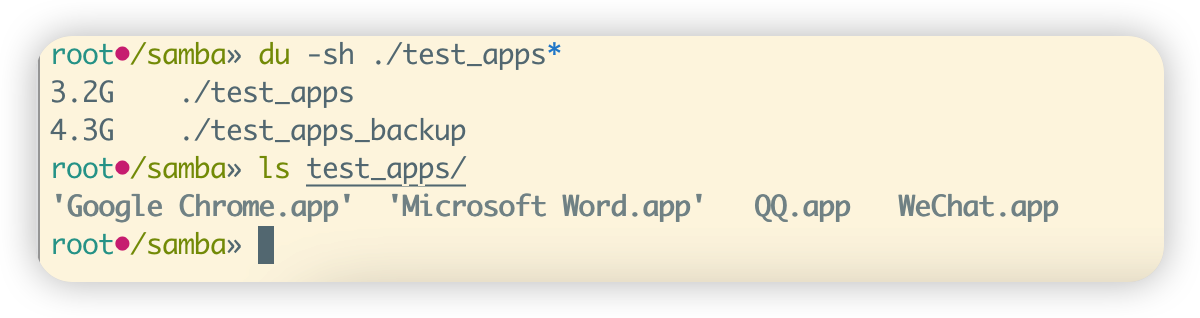 root●/samba» du -sh ./test_apps*
3.2G    ./test_apps
4.3G    ./test_apps_backup
root●/samba» ls test_apps/
'Google Chrome.app'  'Microsoft Word.app'   QQ.app   WeChat.app
root●/samba»